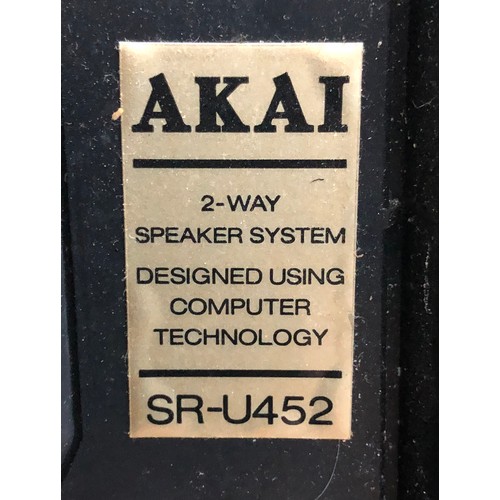 AKAI
2-WAY
SPEAKER SYSTEM
DESIGNED USING
COMPUTER
TECHNOLOGY
SR-U452